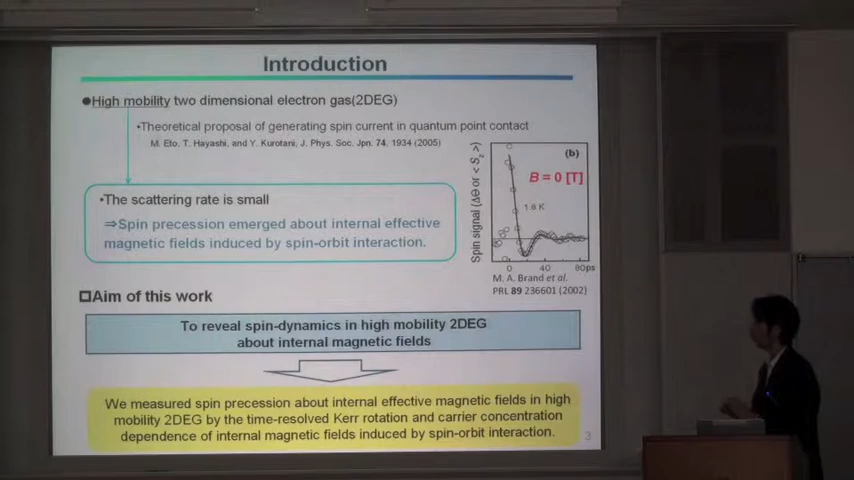 Introduction
●High mobility two dimensional electron gas(2DEG)
•Theoretical proposal of generating spin current in quantum point contact
M. Eto, T. Hayashi, and Y. Kurotani, J. Phys. Soc. Jpn. 74, 1934 (2005)
•The scattering rate is small
⇒Spin precession emerged about internal effective
magnetic fields induced by spin-orbit interaction.
Spin signal (ΔΘ or < Sz >)
(b)
B = 0 [T]
1.8 K
0 40 80ps
M. A. Brand et al.
PRL 89 236601 (2002)
❑Aim of this work
To reveal spin-dynamics in high mobility 2DEG
about internal magnetic fields
We measured spin precession about internal effective magnetic fields in high
mobility 2DEG by the time-resolved Kerr rotation and carrier concentration
dependence of internal magnetic fields induced by spin-orbit interaction.
3